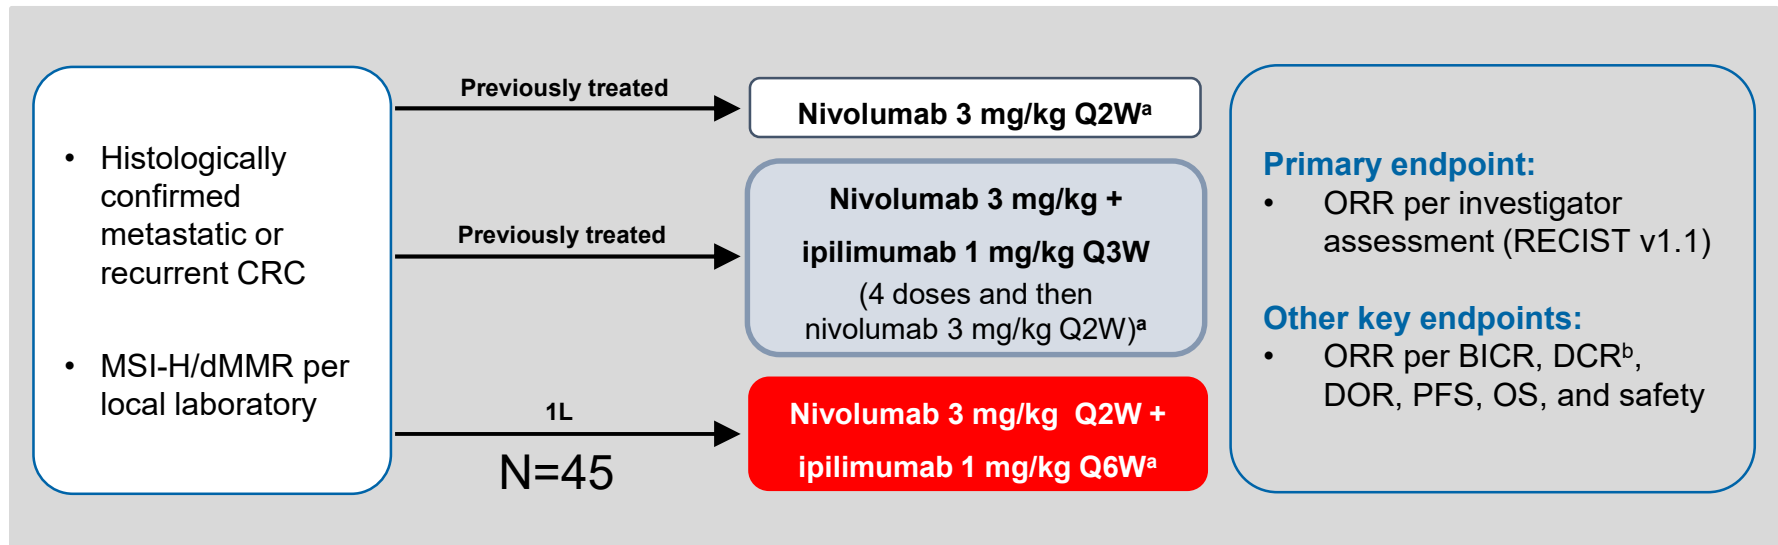 • Histologically
confirmed
metastatic or
recurrent CRC
• MSI-H/dMMR per
local laboratory
Previously treated
Nivolumab 3 mg/kg Q2Wᵃ
Previously treated
Nivolumab 3 mg/kg +
ipilimumab 1 mg/kg Q3W
(4 doses and then
nivolumab 3 mg/kg Q2W)ᵃ
1L
N=45
Nivolumab 3 mg/kg Q2W +
ipilimumab 1 mg/kg Q6Wᵃ
Primary endpoint:
• ORR per investigator
assessment (RECIST v1.1)
Other key endpoints:
• ORR per BICR, DCRᵇ,
DOR, PFS, OS, and safety